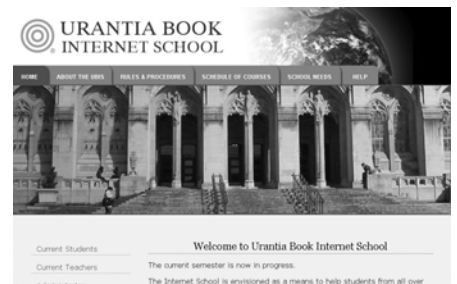 URANTIA BOOK
INTERNET SCHOOL
HOME ABOUT THE UBIS RULES & PROCEDURES SCHEDULE OF COURSES SCHOOL NEEDS HELP
Current Students
Welcome to Urantia Book Internet School
Current Teachers
The current semester is now in progress.
The Internet School is envisioned as a means to help students from all over